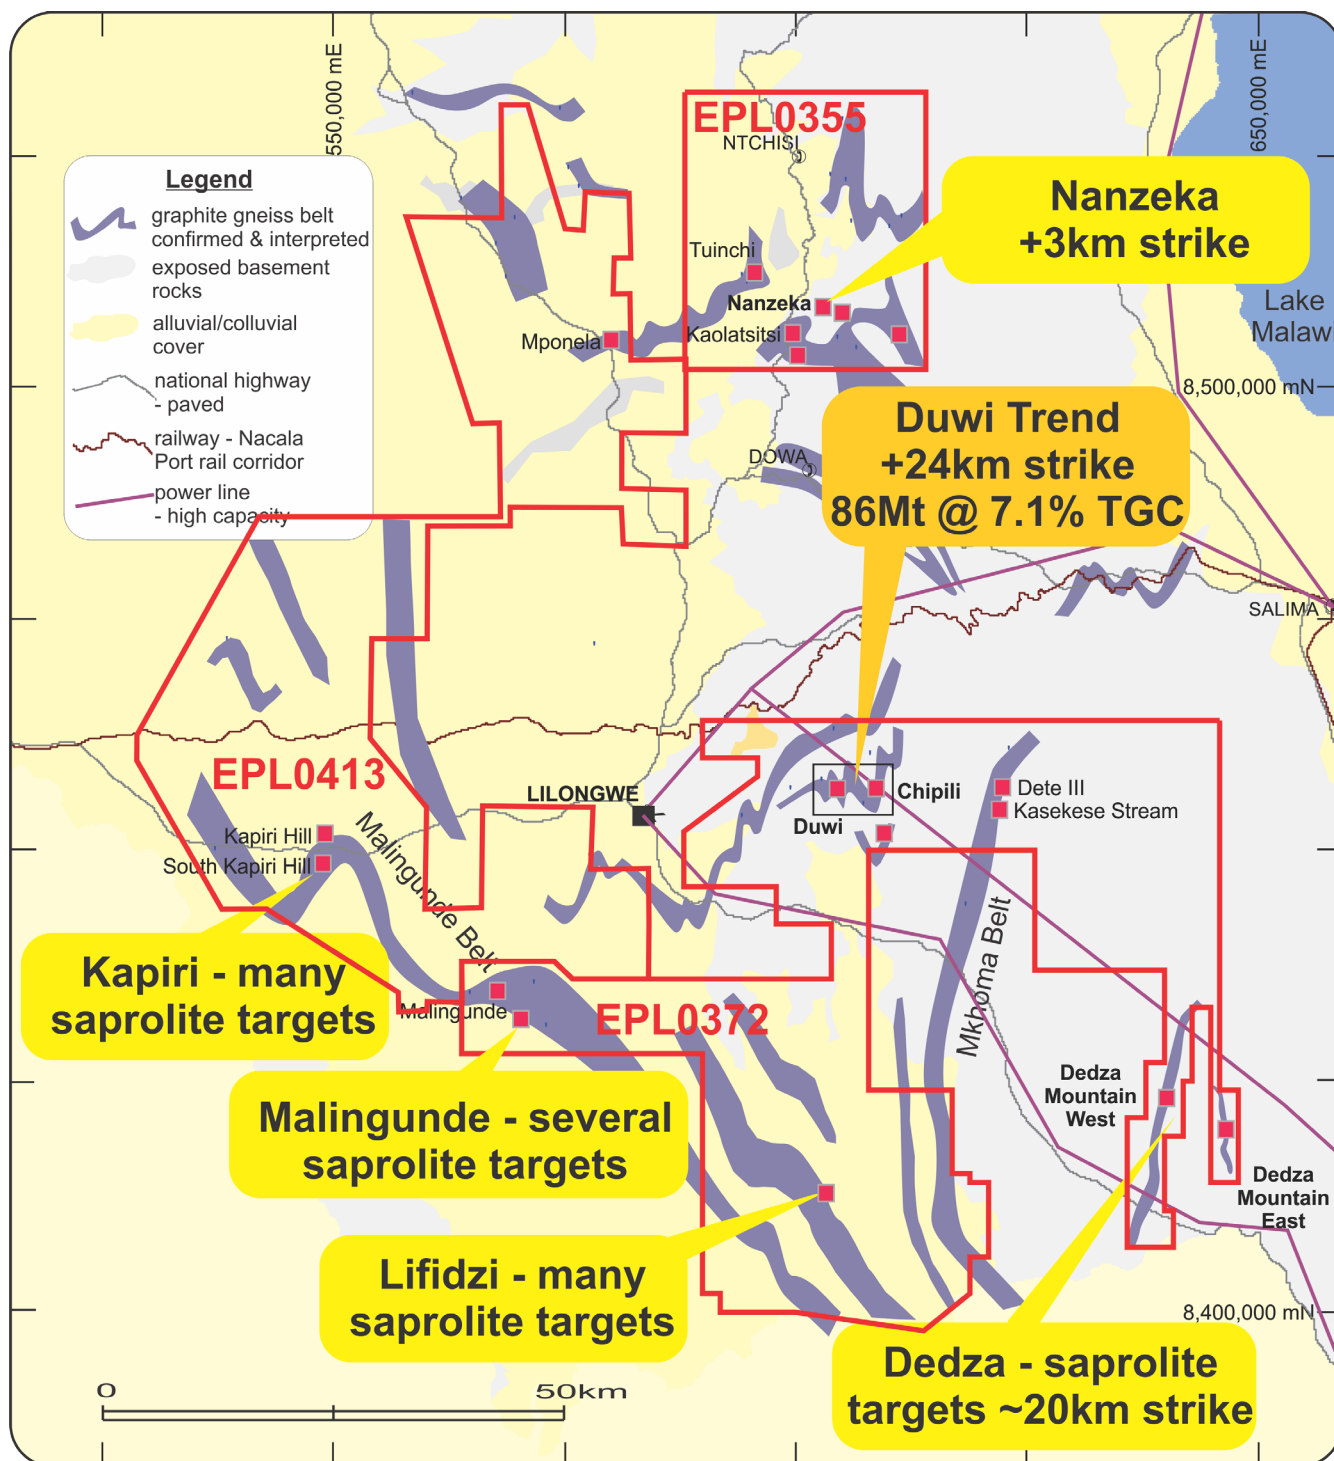 550,000 mE
650,000 mE
EPL0355
NTCHISI
Legend
graphite gneiss belt
confirmed & interpreted
exposed basement
rocks
alluvial/colluvial
cover
national highway
- paved
railway - Nacala
Port rail corridor
power line
- high capacity
Nanzeka
+3km strike
Tuinchi
Nanzeka
Kaolatsitsi
Mponela
Lake
Malaw
8,500,000 mN
Duwi Trend
+24km strike
86Mt @ 7.1% TGC
DOWA
SALIMA
EPL0413
LILONGWE
Chipili
Duwi
Dete III
Kasekese Stream
Kapiri Hill
South Kapiri Hill
Malingunde Belt
Mkhoma Belt
Kapiri - many
saprolite targets
Malingunde
EPL0372
Malingunde - several
saprolite targets
Dedza
Mountain
West
Dedza
Mountain
East
Lifidzi - many
saprolite targets
8,400,000 mN
Dedza - saprolite
targets ~20km strike
0
50km